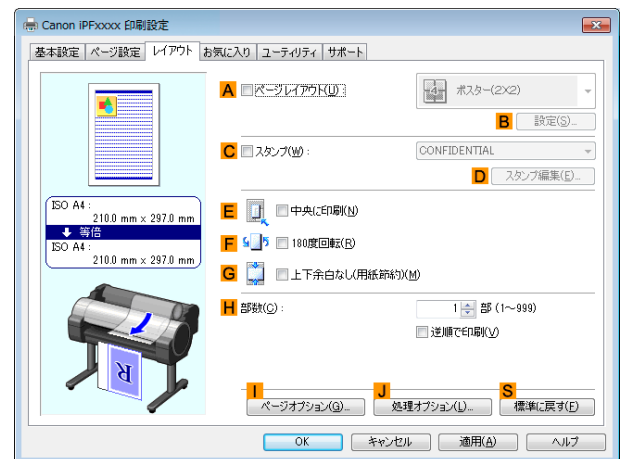 Canon iPFxxxx 印刷設定
基本設定 ページ設定 レイアウト お気に入り ユーティリティ サポート
A ページレイアウト(U) : 4 ポスター(2×2)
B 設定(S)...
C スタンプ(W) : CONFIDENTIAL
D スタンプ編集(E)...
ISO A4 :
210.0 mm x 297.0 mm
等倍
ISO A4 :
210.0 mm x 297.0 mm
E 中央に印刷(N)
F 180度回転(R)
G 上下余白なし(用紙節約)(M)
H 部数(C) : 1 部 (1～999)
逆順で印刷(V)
R
I J S
ページオプション(G)... 処理オプション(L)... 標準に戻す(F)
OK キャンセル 適用(A) ヘルプ